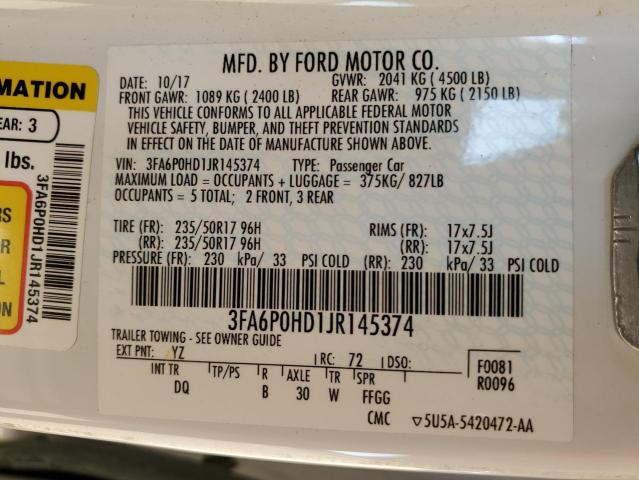 MFD. BY FORD MOTOR CO.
DATE: 10/17 GVWR: 2041 KG ( 4500 LB)
FRONT GAWR: 1089 KG ( 2400 LB) REAR GAWR: 975 KG ( 2150 LB)
THIS VEHICLE CONFORMS TO ALL APPLICABLE FEDERAL MOTOR
VEHICLE SAFETY, BUMPER, AND THEFT PREVENTION STANDARDS
IN EFFECT ON THE DATE OF MANUFACTURE SHOWN ABOVE.
VIN: 3FA6P0HD1JR145374 TYPE: Passenger Car
MAXIMUM LOAD = OCCUPANTS + LUGGAGE = 375KG/ 827LB
OCCUPANTS = 5 TOTAL; 2 FRONT, 3 REAR
TIRE (FR): 235/50R17 96H RIMS (FR): 17x7.5J
(RR): 235/50R17 96H (RR): 17x7.5J
PRESSURE (FR): 230 kPa/ 33 PSI COLD (RR): 230 kPa/ 33 PSI COLD
3FA6P0HD1JR145374
TRAILER TOWING - SEE OWNER GUIDE
EXT PNT: YZ RC: 72 DSO: F0081
INT TR TP/PS R AXLE TR SPR R0096
DQ B 30 W FFGG
CMC ▽5U5A-5420472-AA
MATION
EAR: 3
lbs.
RS
OR
L
ION
3FA6P0HD1JR145374